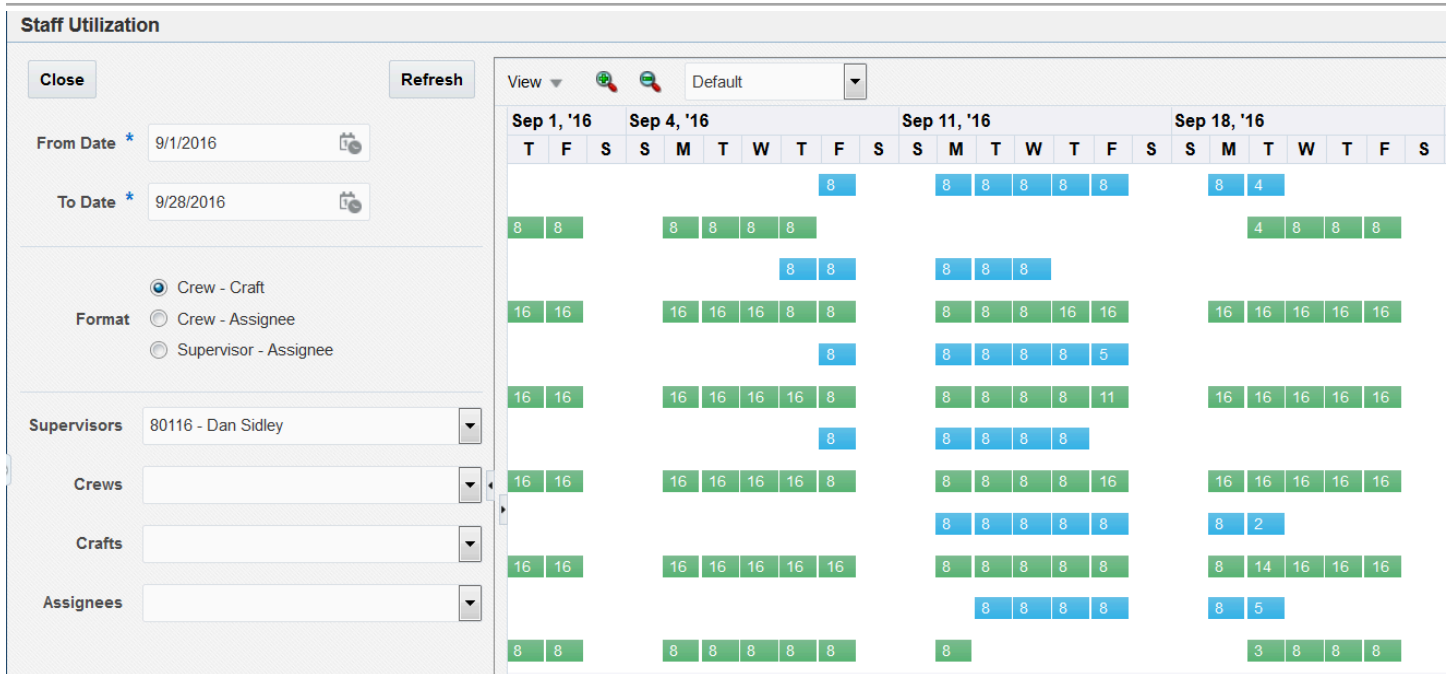 Staff Utilization
Close
Refresh
From Date *
9/1/2016
To Date *
9/28/2016
Format
Crew - Craft
Crew - Assignee
Supervisor - Assignee
Supervisors
80116 - Dan Sidley
Crews
Crafts
Assignees
View
Default
Sep 1, '16 Sep 4, '16 Sep 11, '16 Sep 18, '16
T F S S M T W T F S S M T W T F S S M T W T F S
8 8 8 8 8 8 8 4
8 8 8 8 8 8 4 8 8 8
8 8 8 8 8
16 16 16 16 16 8 8 8 8 8 16 16 16 16 16 16 16
8 8 8 8 8 5
16 16 16 16 16 16 8 8 8 8 8 11 16 16 16 16 16
8 8 8 8 8
16 16 16 16 16 16 8 8 8 8 8 16 16 16 16 16 16
8 8 8 8 8 8 2
16 16 16 16 16 16 16 8 8 8 8 8 8 14 16 16 16
8 8 8 8 8 5
8 8 8 8 8 8 8 8 3 8 8 8